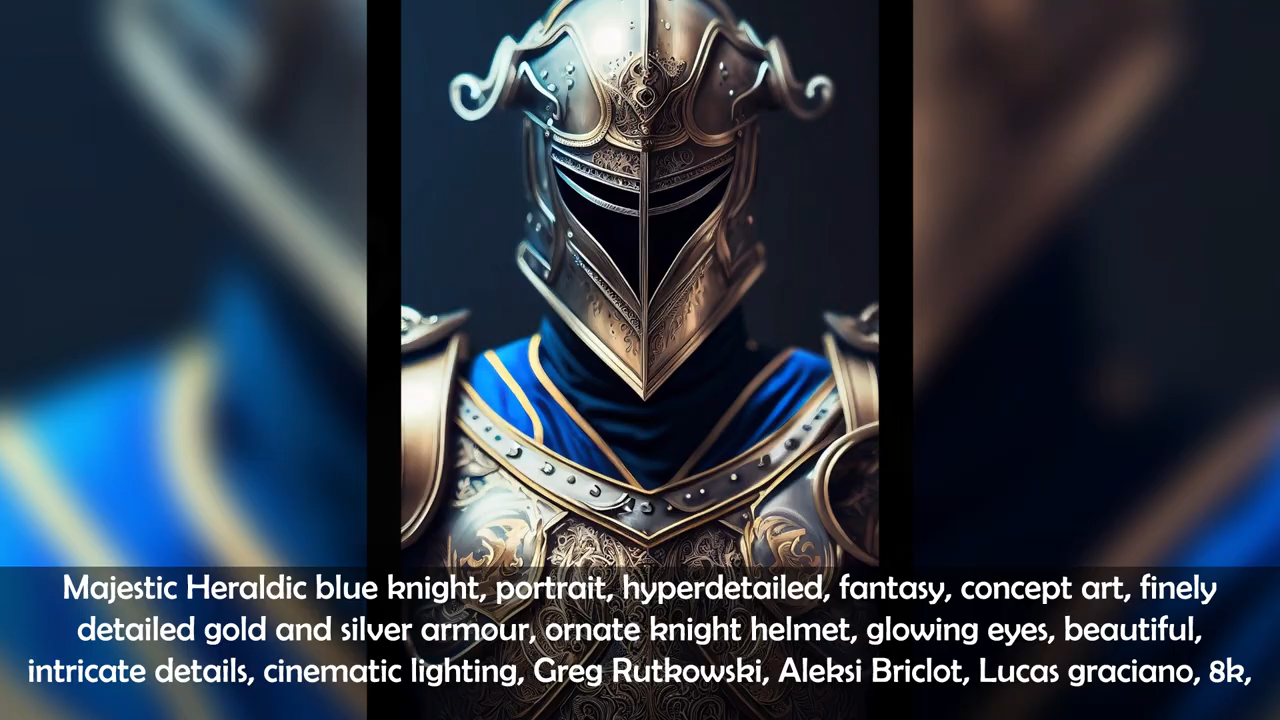 Majestic Heraldic blue knight, portrait, hyperdetailed, fantasy, concept art, finely
detailed gold and silver armour, ornate knight helmet, glowing eyes, beautiful,
intricate details, cinematic lighting, Greg Rutkowski, Aleksi Briclot, Lucas graciano, 8k,